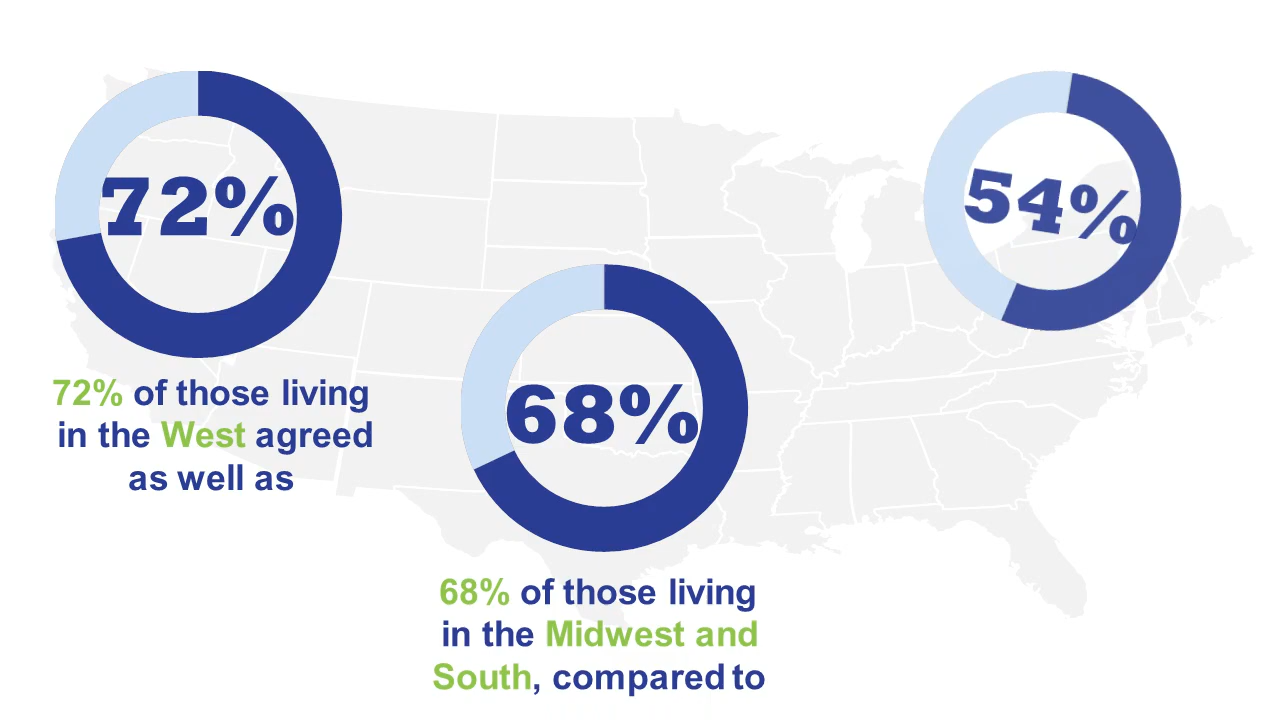 72%
72% of those living
in the West agreed
as well as
68%
68% of those living
in the Midwest and
South, compared to
54%